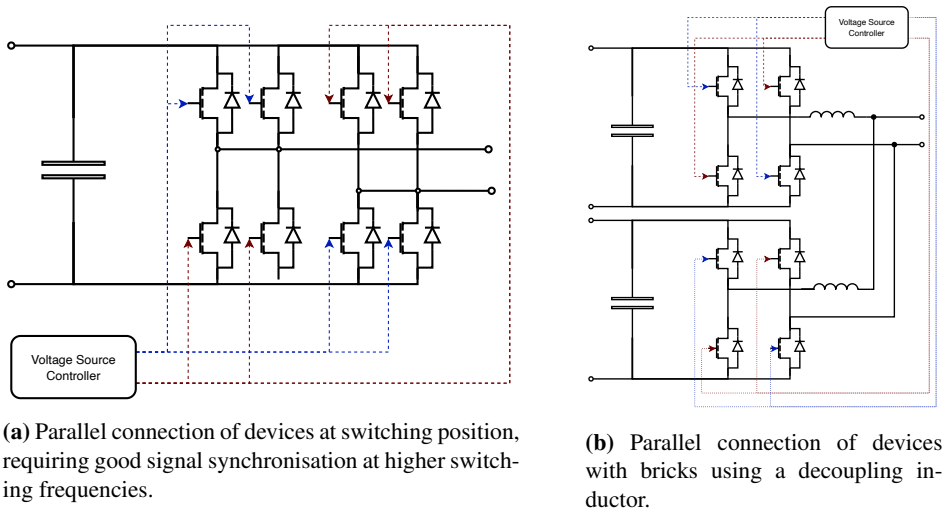 Voltage Source
Controller
Voltage Source
Controller
(a) Parallel connection of devices at switching position,
requiring good signal synchronisation at higher switch-
ing frequencies.
(b) Parallel connection of devices
with bricks using a decoupling in-
ductor.